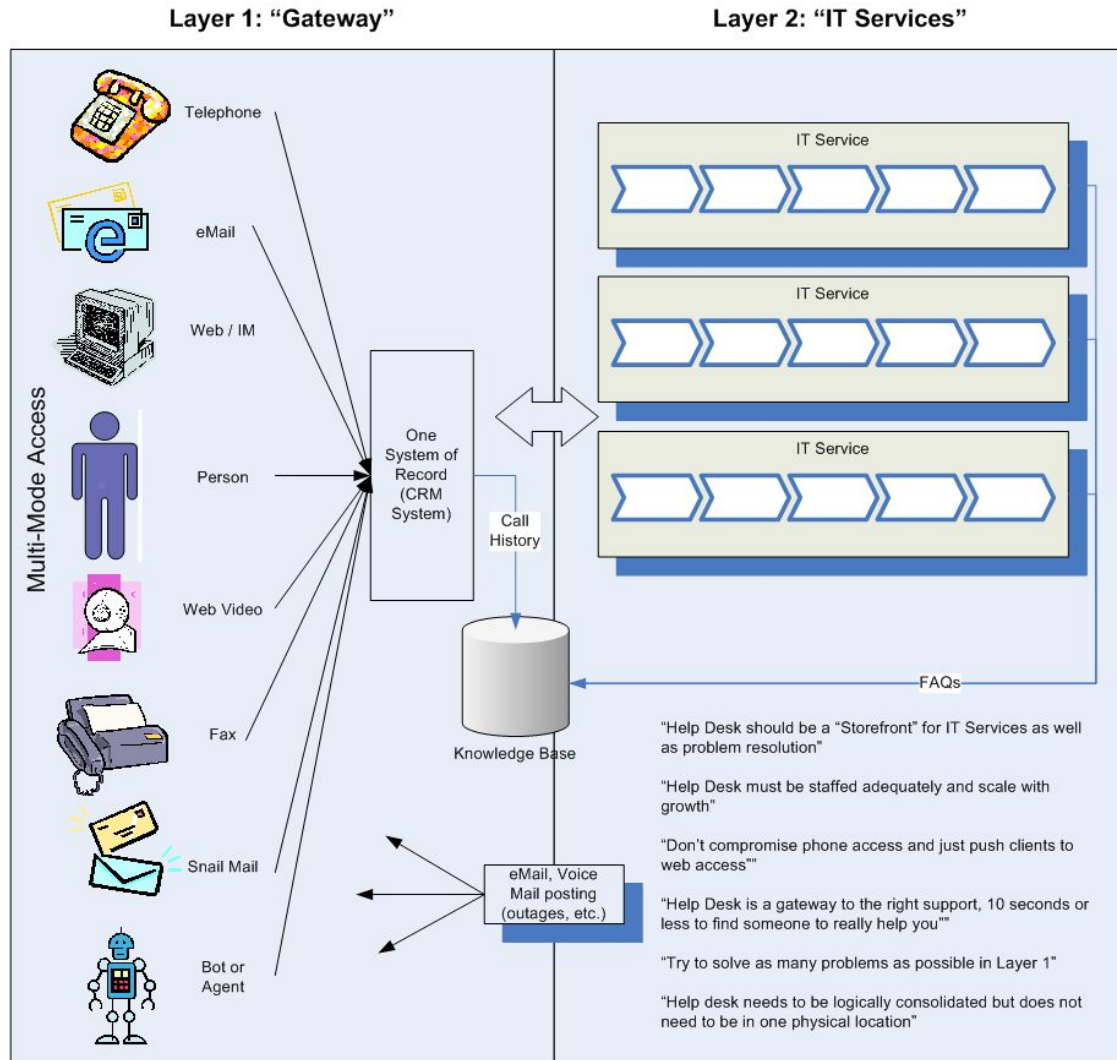 Layer 1: “Gateway”
Layer 2: “IT Services”
Multi-Mode Access
Telephone
eMail
Web / IM
Person
Web Video
Fax
Snail Mail
Bot or
Agent
One
System of
Record
(CRM
System)
Call
History
Knowledge Base
eMail, Voice
Mail posting
(outages, etc.)
IT Service
IT Service
IT Service
FAQs
“Help Desk should be a “Storefront” for IT Services as well
as problem resolution”
“Help Desk must be staffed adequately and scale with
growth”
“Don’t compromise phone access and just push clients to
web access””
“Help Desk is a gateway to the right support, 10 seconds or
less to find someone to really help you””
“Try to solve as many problems as possible in Layer 1”
“Help desk needs to be logically consolidated but does not
need to be in one physical location”